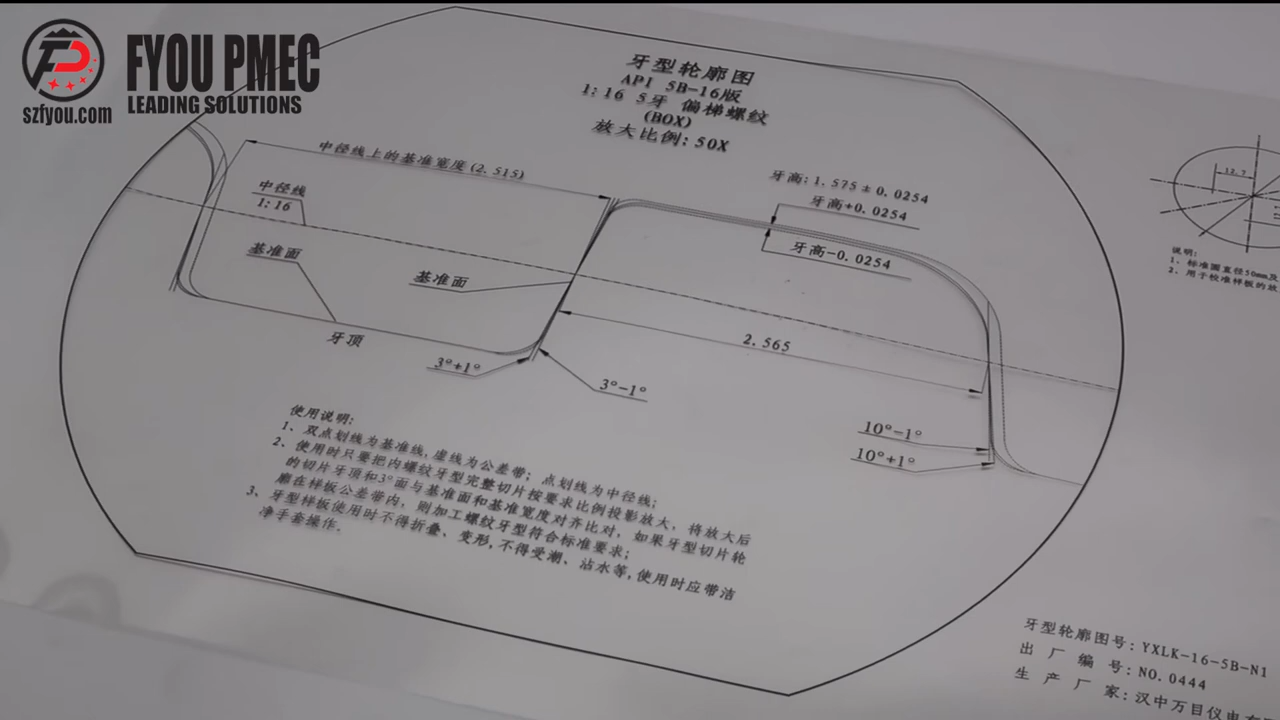 FYOU PMEC
LEADING SOLUTIONS
szfyou.com
牙型轮廓图
API 5B-16版
1:16 5牙 偏梯螺纹
(BOX)
放大比例: 50X
中径线上的基准宽度(2.515)
中径线
1:16
基准面
基准面
牙顶
牙高: 1.575±0.0254
牙高+0.0254
牙高-0.0254
2.565
3°+1°
3°-1°
10°-1°
10°+1°
12.7
说明:
1、标准圆直径50mm及
2、用于校准样板的放
使用说明:
1、双点划线为基准线, 虚线为公差带; 点划线为中径线;
2、使用时只要把内螺纹牙型完整切片按要求比例投影放大, 将放大后
的切片牙顶和3°面与基准面和基准宽度对齐比对, 如果牙型切片轮
廓在样板公差带内, 则加工螺纹牙型符合标准要求;
3、牙型样板使用时不得折叠、变形, 不得受潮、沾水等, 使用时应带洁
净手套操作.
牙型轮廓图号: YXLK-16-5B-N1
出厂编号: NO.0444
生产厂家: 汉中万目仪电有